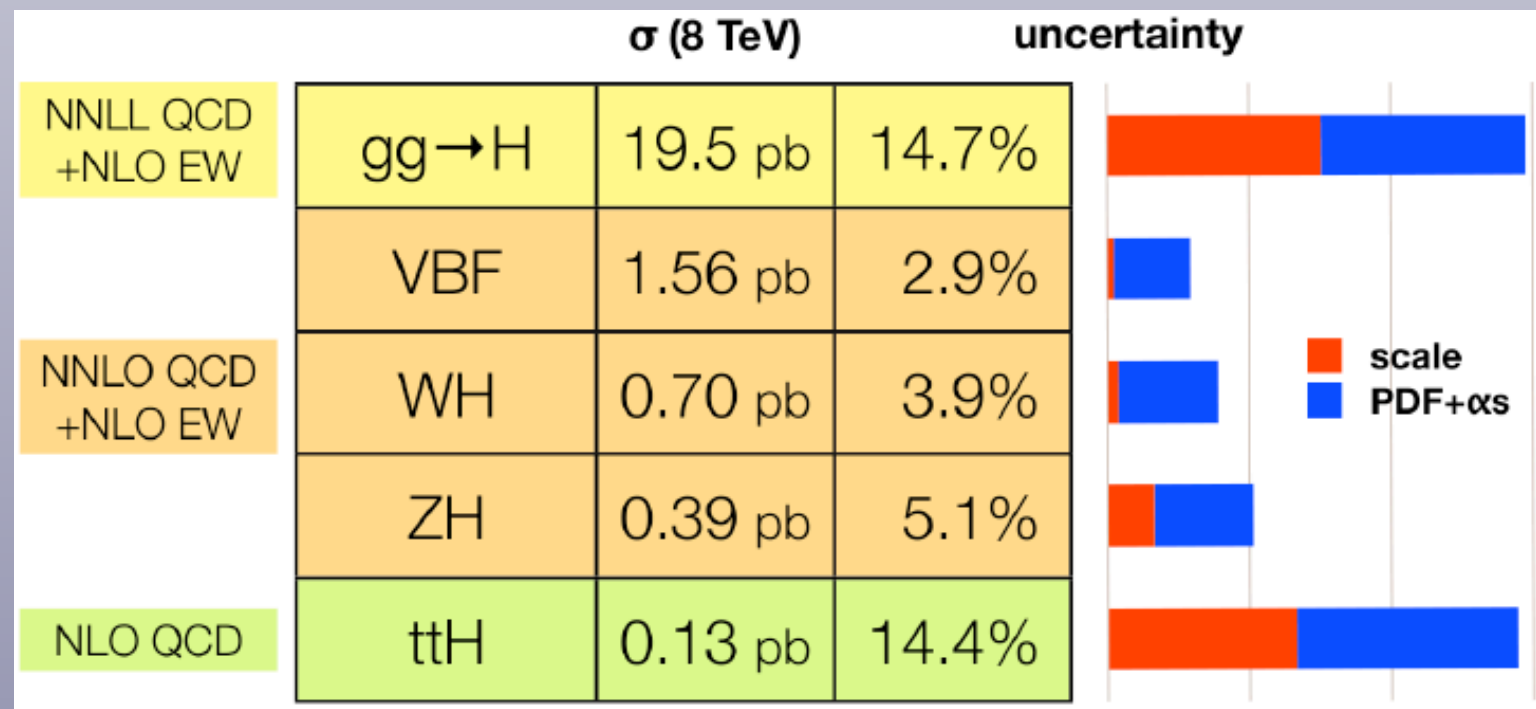 σ (8 TeV) uncertainty
NNLL QCD
+NLO EW
gg→H 19.5 pb 14.7%
VBF 1.56 pb 2.9%
NNLO QCD
+NLO EW
WH 0.70 pb 3.9%
scale
PDF+αs
ZH 0.39 pb 5.1%
NLO QCD ttH 0.13 pb 14.4%